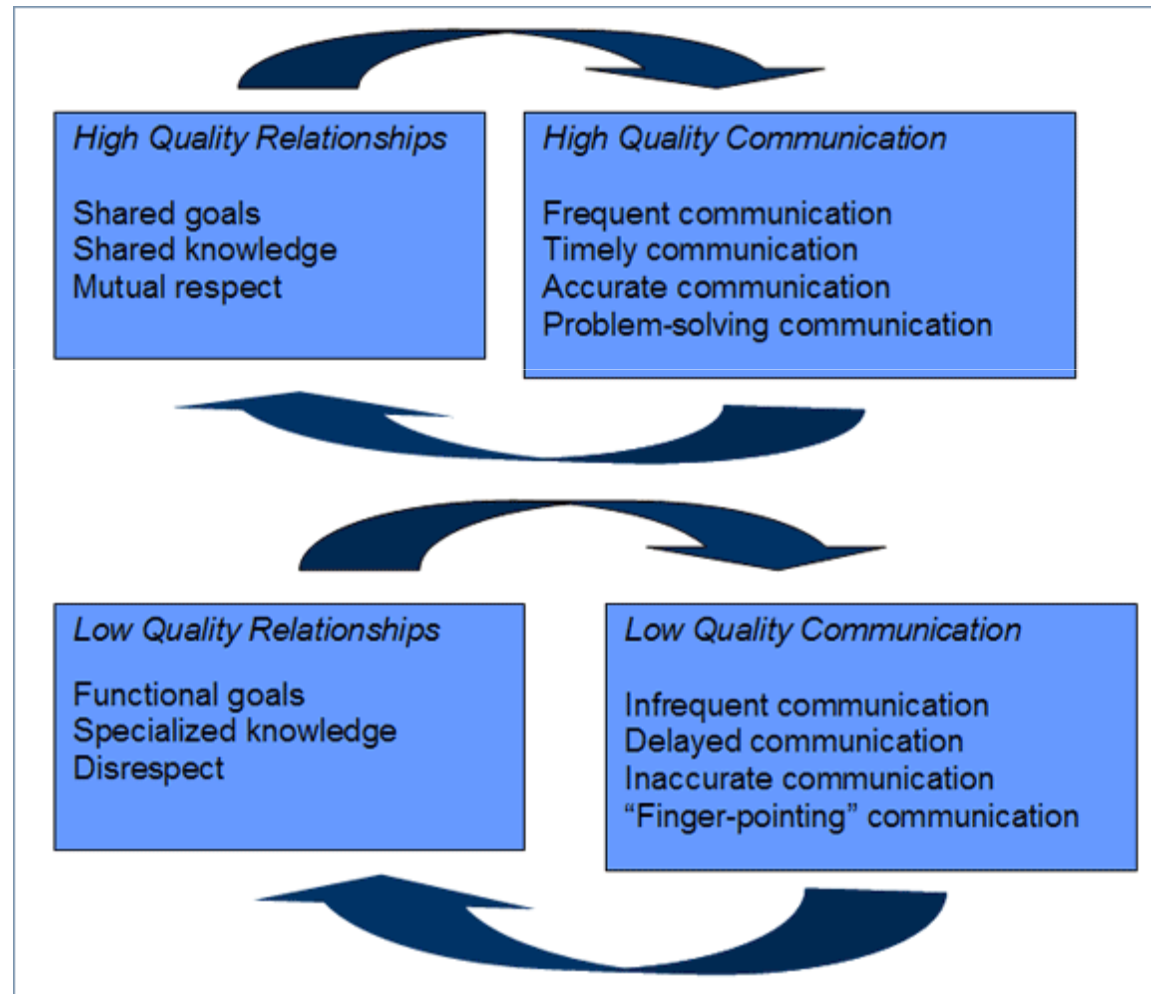 High Quality Relationships
Shared goals
Shared knowledge
Mutual respect
High Quality Communication
Frequent communication
Timely communication
Accurate communication
Problem-solving communication
Low Quality Relationships
Functional goals
Specialized knowledge
Disrespect
Low Quality Communication
Infrequent communication
Delayed communication
Inaccurate communication
“Finger-pointing” communication